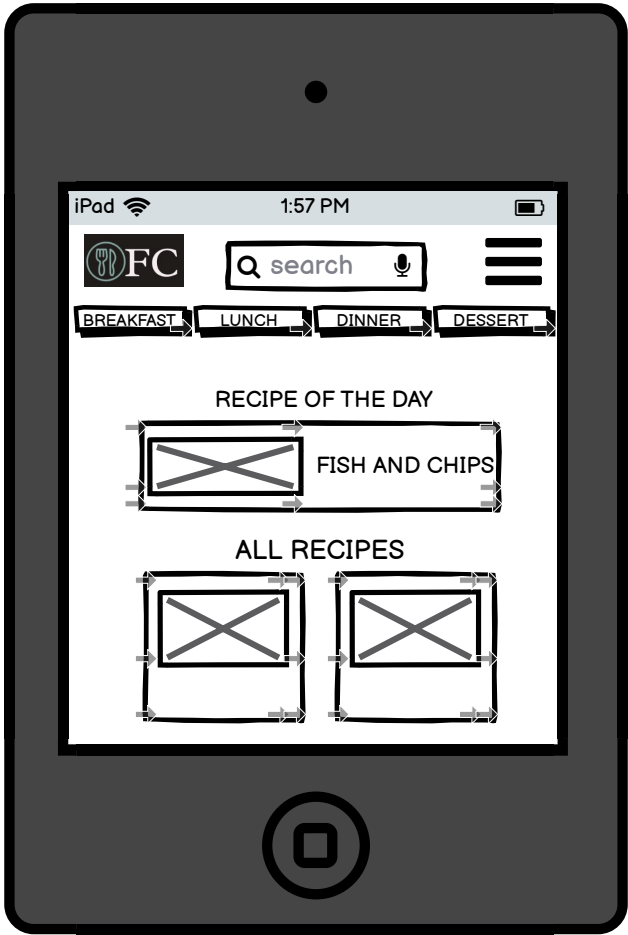 iPad 1:57 PM
FC search
BREAKFAST LUNCH DINNER DESSERT
RECIPE OF THE DAY
FISH AND CHIPS
ALL RECIPES